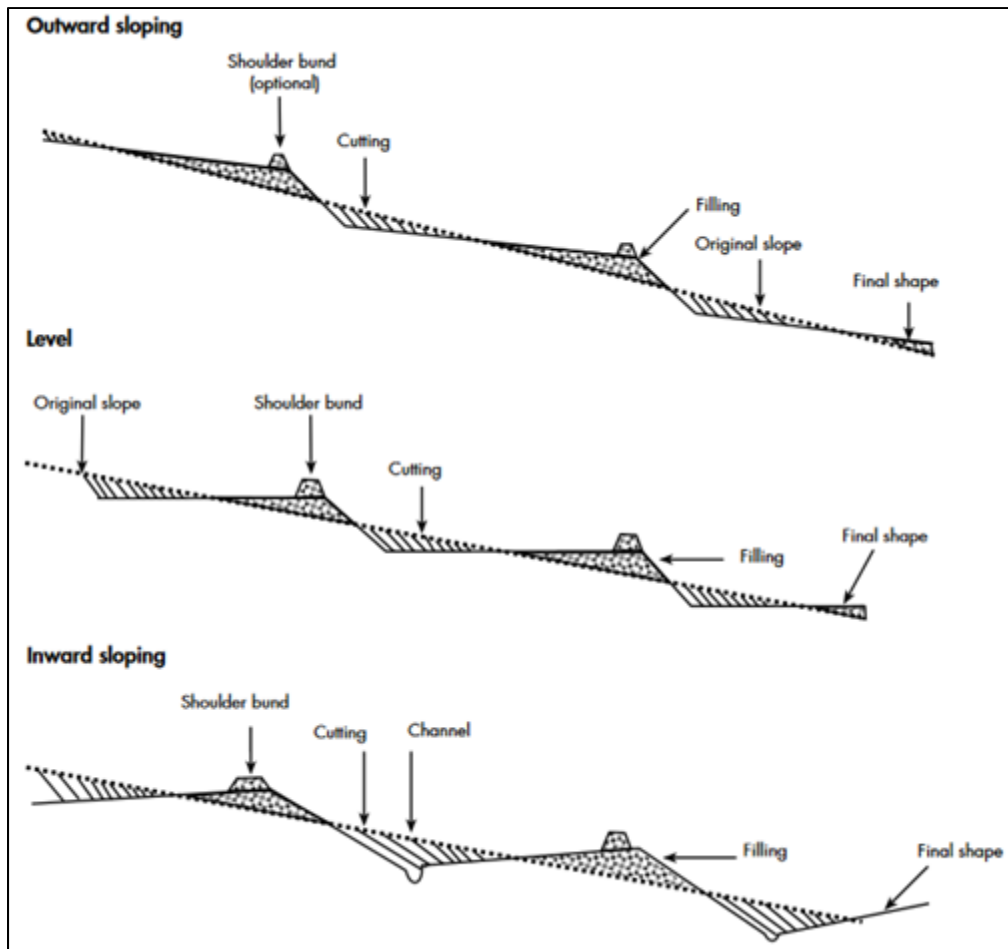 Outward sloping
Shoulder bund
(optional)
Cutting
Filling
Original slope
Final shape
Level
Original slope
Shoulder bund
Cutting
Filling
Final shape
Inward sloping
Shoulder bund
Cutting
Channel
Filling
Final shape